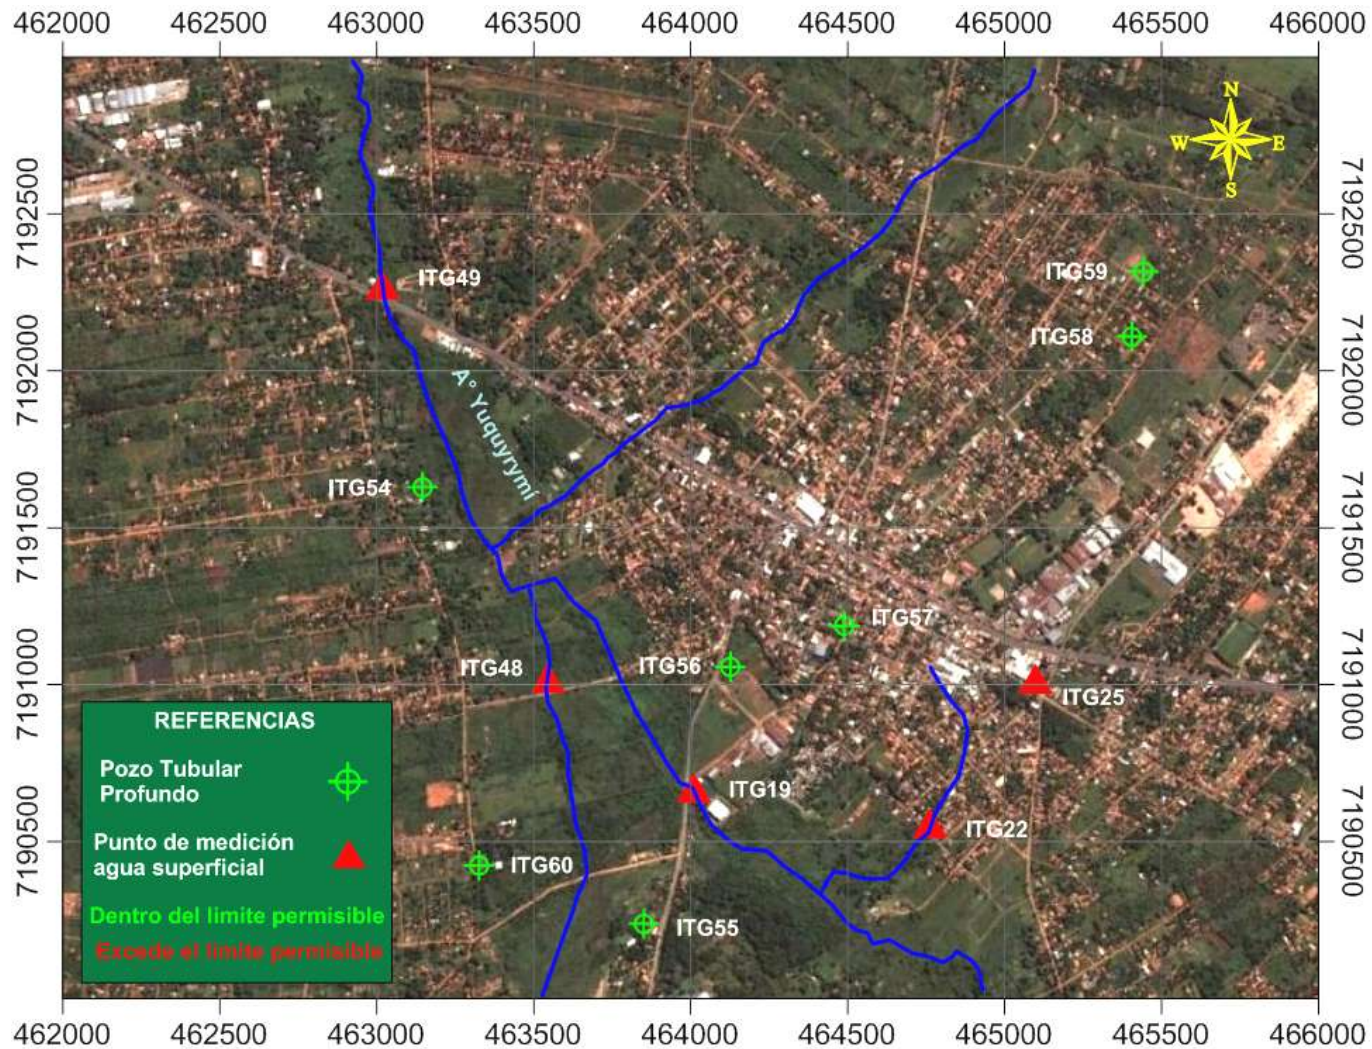 462000 462500 463000 463500 464000 464500 465000 465500 466000
N
W E
S
7192500 7192500
ITG59
ITG49
ITG58
7192000 7192000
A° Yuquyrymí
ITG54
7191500 7191500
ITG57
ITG48 ITG56
ITG25
7191000 7191000
REFERENCIAS
Pozo Tubular
Profundo
ITG19
Punto de medición
agua superficial
ITG22
7190500 7190500
ITG60
Dentro del limite permisible
ITG55
Excede el limite permisible
462000 462500 463000 463500 464000 464500 465000 465500 466000